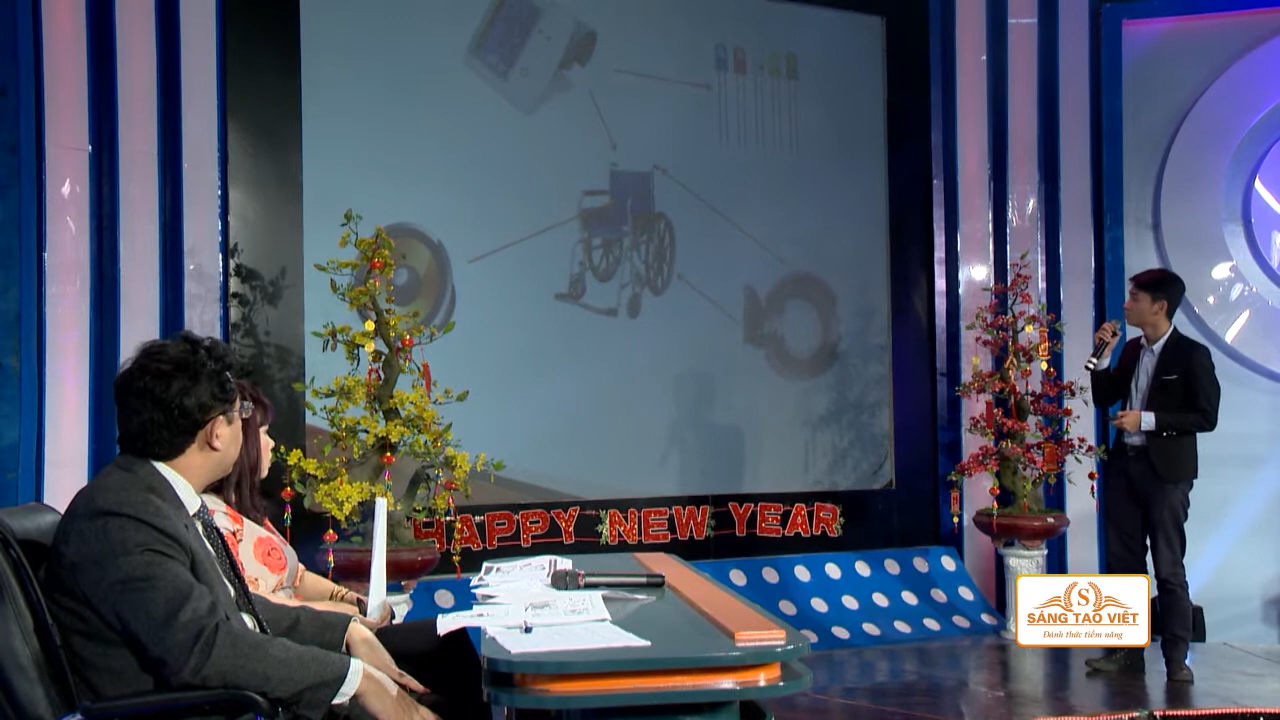 HAPPY NEW YEAR
S
SÁNG TẠO VIỆT
Đánh thức tiềm năng